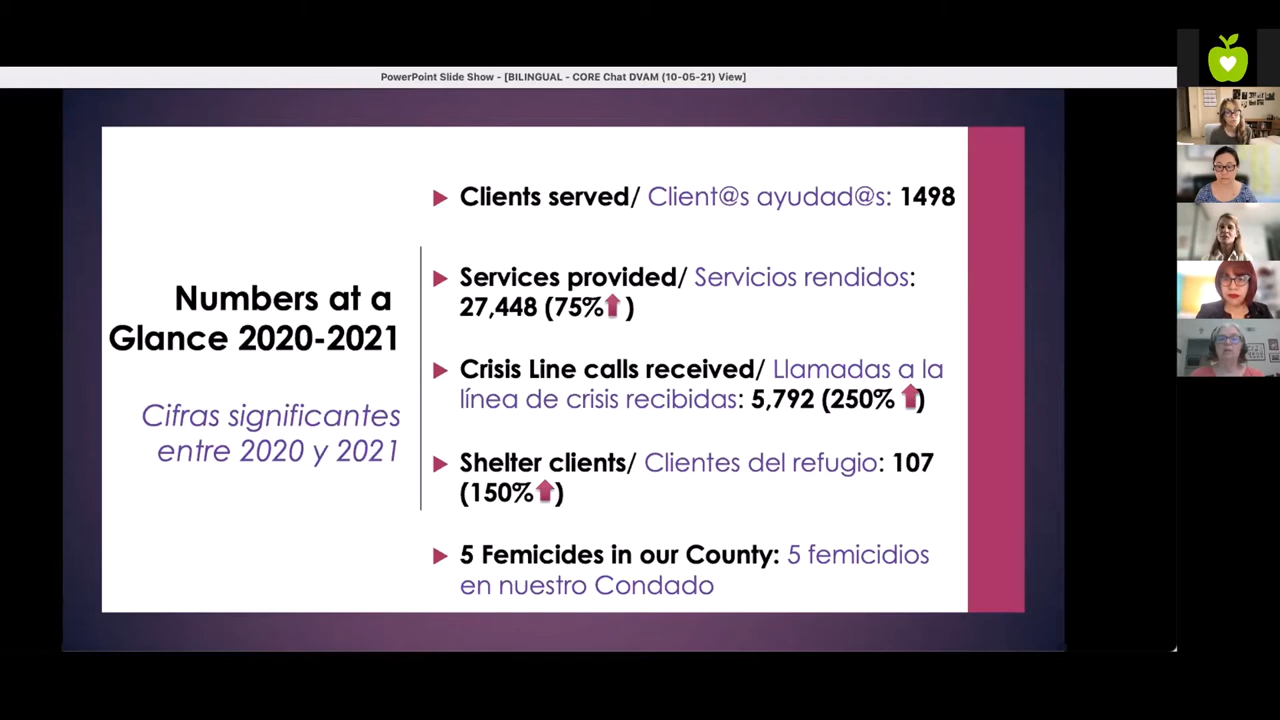 PowerPoint Slide Show - [BILINGUAL - CORE Chat DVAM (10-05-21) View]
Numbers at a
Glance 2020-2021
Cifras significantes
entre 2020 y 2021
Clients served/ Client@s ayudad@s: 1498
Services provided/ Servicios rendidos:
27,448 (75%⬆)
Crisis Line calls received/ Llamadas a la
línea de crisis recibidas: 5,792 (250% ⬆)
Shelter clients/ Clientes del refugio: 107
(150%⬆)
5 Femicides in our County: 5 femicidios
en nuestro Condado